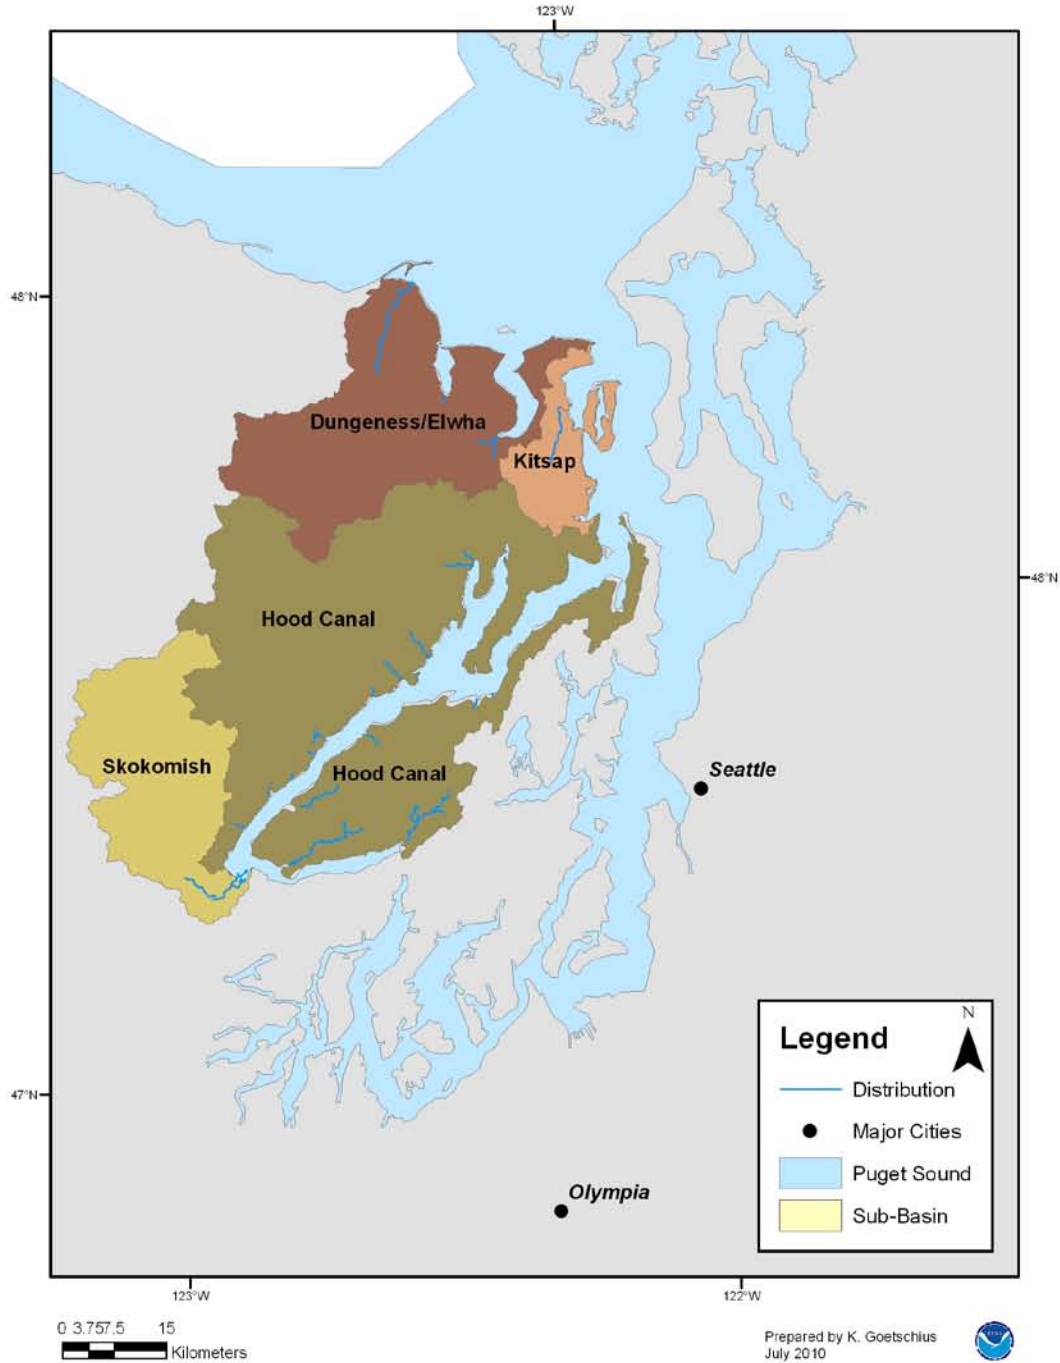 123°W
48°N
Dungeness/Elwha
Kitsap
48°N
Hood Canal
Skokomish
Hood Canal
Seattle
47°N
Legend
N
Distribution
Major Cities
Puget Sound
Sub-Basin
Olympia
123°W
122°W
0 3.757.5 15
Kilometers
Prepared by K. Goetschius
July 2010